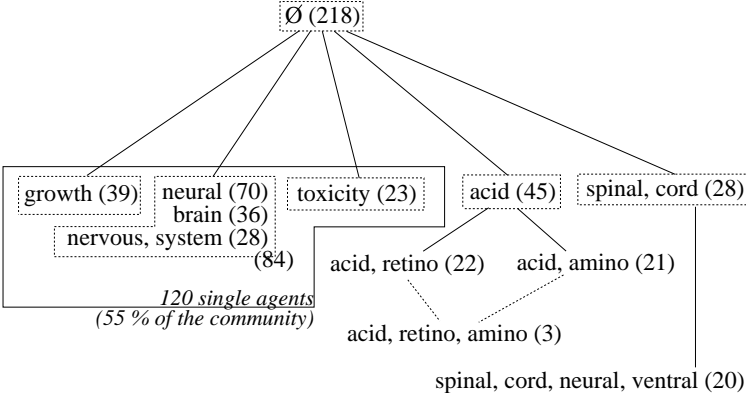 Ø (218)
growth (39)
neural (70)
toxicity (23)
acid (45)
spinal, cord (28)
brain (36)
nervous, system (28)
(84)
acid, retino (22)
acid, amino (21)
120 single agents
(55 % of the community)
acid, retino, amino (3)
spinal, cord, neural, ventral (20)